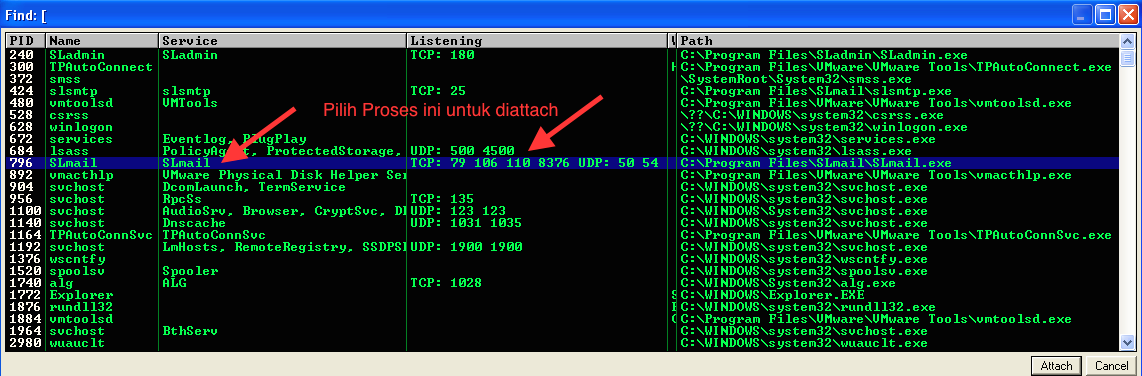 Find: [
PID Name Service Listening Path
240 SLadmin SLadmin TCP: 180 C:\Program Files\SLadmin\SLadmin.exe
300 TPAutoConnect C:\Program Files\VMware\VMware Tools\TPAutoConnect.exe
372 smss \SystemRoot\System32\smss.exe
424 slsmtp slsmtp TCP: 25 C:\Program Files\SLmail\slsmtp.exe
480 vmtoolsd VMTools C:\Program Files\VMware\VMware Tools\vmtoolsd.exe
Pilih Proses ini untuk diattach
528 csrss \??\C:\WINDOWS\system32\csrss.exe
628 winlogon \??\C:\WINDOWS\system32\winlogon.exe
672 services Eventlog, PlugPlay C:\WINDOWS\system32\services.exe
684 lsass PolicyAgent, ProtectedStorage, UDP: 500 4500 C:\WINDOWS\system32\lsass.exe
796 SLmail SLmail TCP: 79 106 110 8376 UDP: 50 54 C:\Program Files\SLmail\SLmail.exe
892 vmacthlp VMware Physical Disk Helper Ser C:\Program Files\VMware\VMware Tools\vmacthlp.exe
904 svchost DcomLaunch, TermService C:\WINDOWS\system32\svchost.exe
956 svchost RpcSs TCP: 135 C:\WINDOWS\system32\svchost.exe
1100 svchost AudioSrv, Browser, CryptSvc, Dl UDP: 123 123 C:\WINDOWS\System32\svchost.exe
1140 svchost Dnscache UDP: 1031 1035 C:\WINDOWS\system32\svchost.exe
1164 TPAutoConnSvc TPAutoConnSvc C:\Program Files\VMware\VMware Tools\TPAutoConnSvc.exe
1192 svchost LmHosts, RemoteRegistry, SSDPSI UDP: 1900 1900 C:\WINDOWS\system32\svchost.exe
1376 wscntfy C:\WINDOWS\system32\wscntfy.exe
1520 spoolsv Spooler C:\WINDOWS\system32\spoolsv.exe
1740 alg ALG TCP: 1028 C:\WINDOWS\System32\alg.exe
1772 Explorer C:\WINDOWS\Explorer.EXE
1876 rundll32 C:\WINDOWS\system32\rundll32.exe
1884 vmtoolsd C:\Program Files\VMware\VMware Tools\vmtoolsd.exe
1964 svchost BthServ C:\WINDOWS\system32\svchost.exe
2980 wuauclt C:\WINDOWS\system32\wuauclt.exe
Attach Cancel